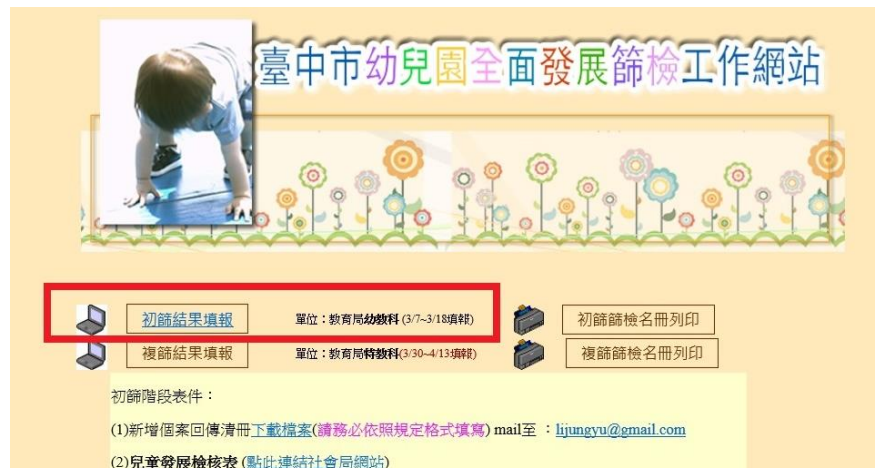 臺中市幼兒園全面發展篩檢工作網站
初篩結果填報 單位：教育局幼教科 (3/7~3/18填報) 初篩篩檢名冊列印
複篩結果填報 單位：教育局特教科(3/30~4/13填報) 複篩篩檢名冊列印
初篩階段表件：
(1)新增個案回傳清冊下載檔案(請務必依照規定格式填寫) mail至 ：lijungyu@gmail.com
(2)兒童發展檢核表 (點此連結社會局網站)